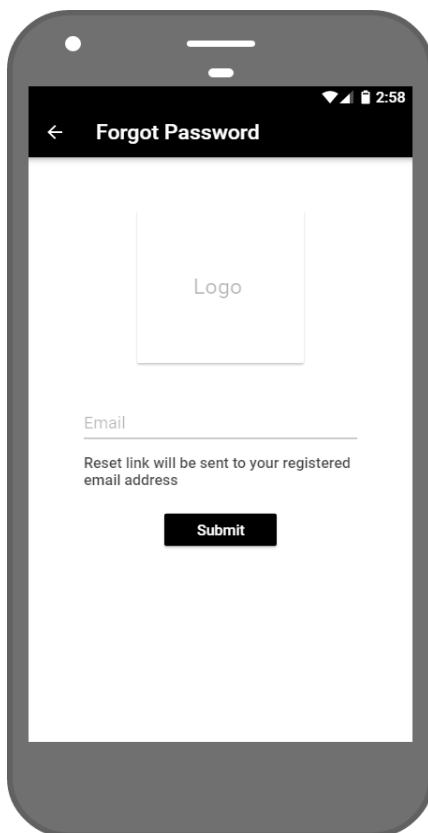 2:58
Forgot Password
Logo
Email
Reset link will be sent to your registered
email address
Submit